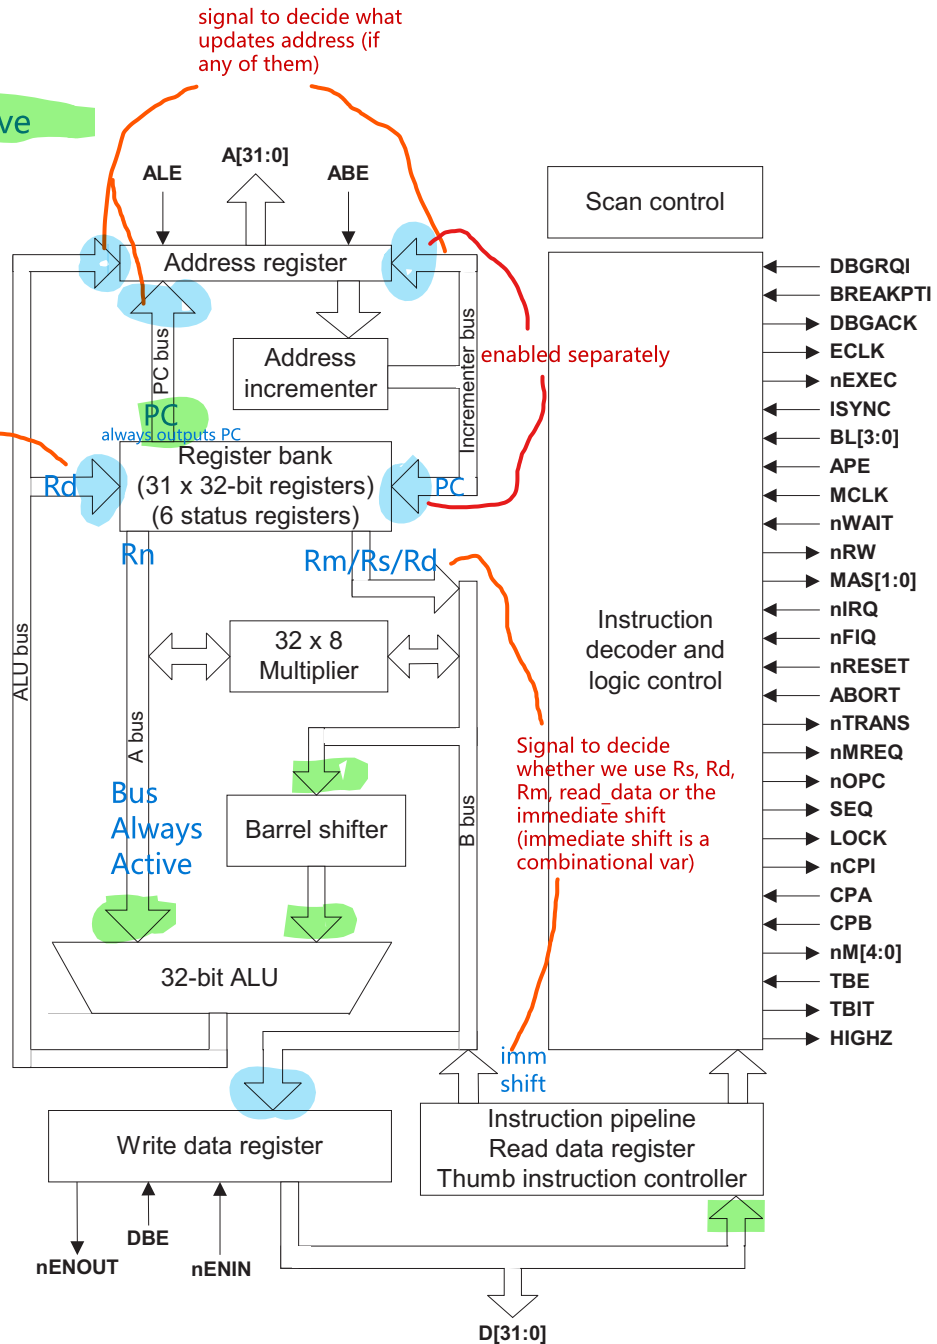 signal to decide what
updates address (if
any of them)
ve
A[31:0]
ALE
ABE
Scan control
Address register
DBGRQI
BREAKPTI
DBGACK
ECLK
nEXEC
ISYNC
BL[3:0]
APE
MCLK
nWAIT
nRW
MAS[1:0]
nIRQ
nFIQ
nRESET
ABORT
nTRANS
nMREQ
nOPC
SEQ
LOCK
nCPI
CPA
CPB
nM[4:0]
TBE
TBIT
HIGHZ
PC bus
Address
incrementer
Incrementer bus
enabled separately
PC
always outputs PC
Register bank
(31 x 32-bit registers)
(6 status registers)
Rd
PC
Rn
Rm/Rs/Rd
ALU bus
A bus
32 x 8
Multiplier
Instruction
decoder and
logic control
Signal to decide
whether we use Rs, Rd,
Rm, read_data or the
immediate shift
(immediate shift is a
combinational var)
Bus
Always
Active
Barrel shifter
B bus
32-bit ALU
imm
shift
Write data register
Instruction pipeline
Read data register
Thumb instruction controller
nENOUT
DBE
nENIN
D[31:0]